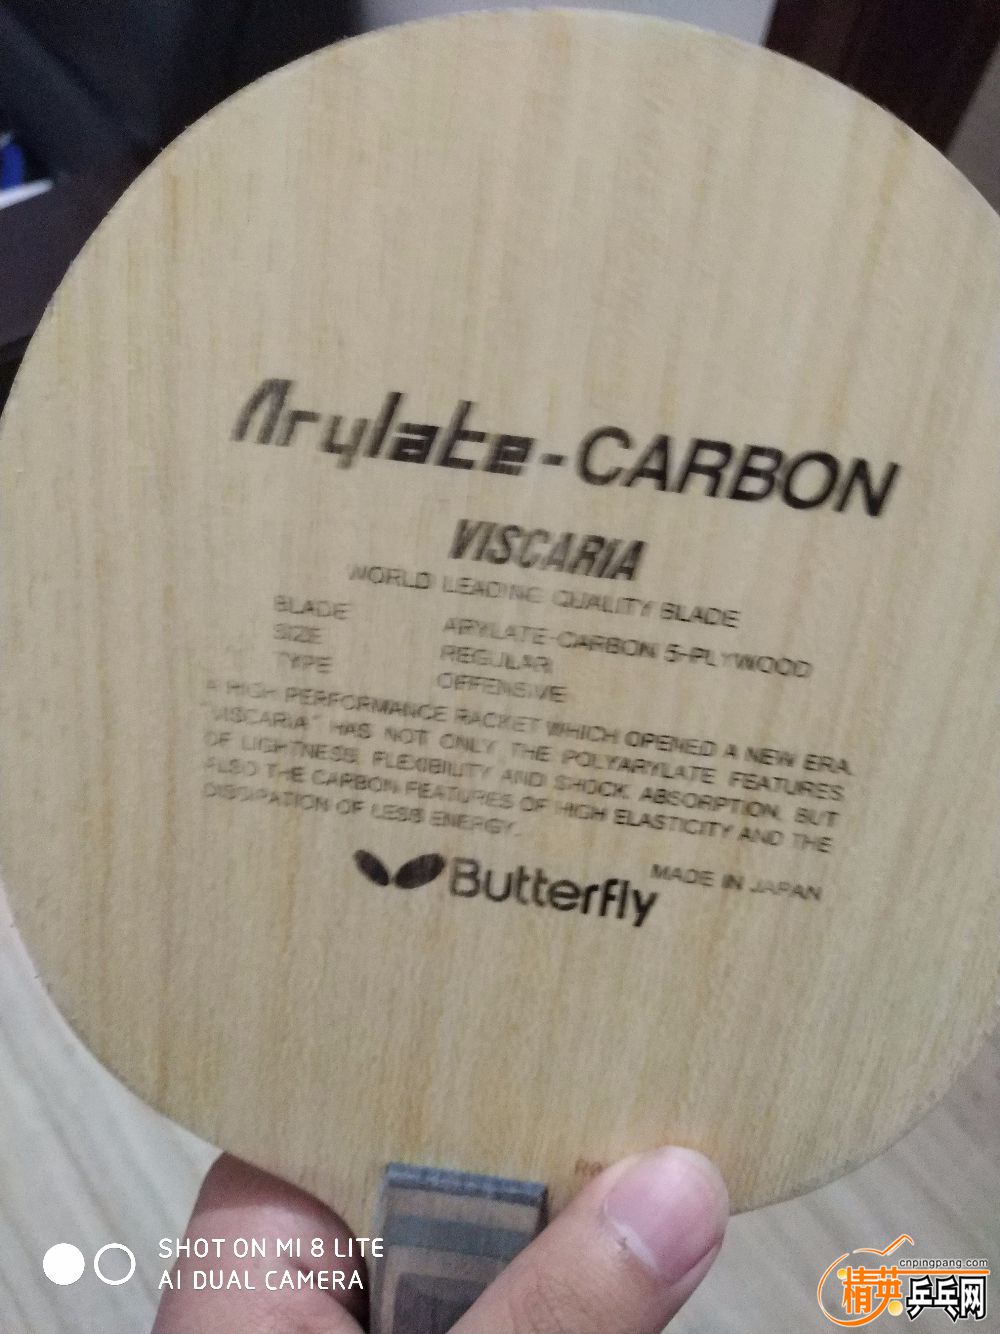 Arylate-CARBON
VISCARIA
WORLD LEADING QUALITY BLADE
BLADE ARYLATE-CARBON 5-PLYWOOD
SIZE REGULAR
TYPE OFFENSIVE
A HIGH PERFORMANCE RACKET WHICH OPENED A NEW ERA.
"VISCARIA" HAS NOT ONLY THE POLYARYLATE FEATURES
OF LIGHTNESS, FLEXIBILITY AND SHOCK ABSORPTION, BUT
ALSO THE CARBON FEATURES OF HIGH ELASTICITY AND THE
DISSIPATION OF LESS ENERGY.
MADE IN JAPAN
Butterfly
SHOT ON MI 8 LITE
AI DUAL CAMERA
cnpingpang.com
精英乒乓网